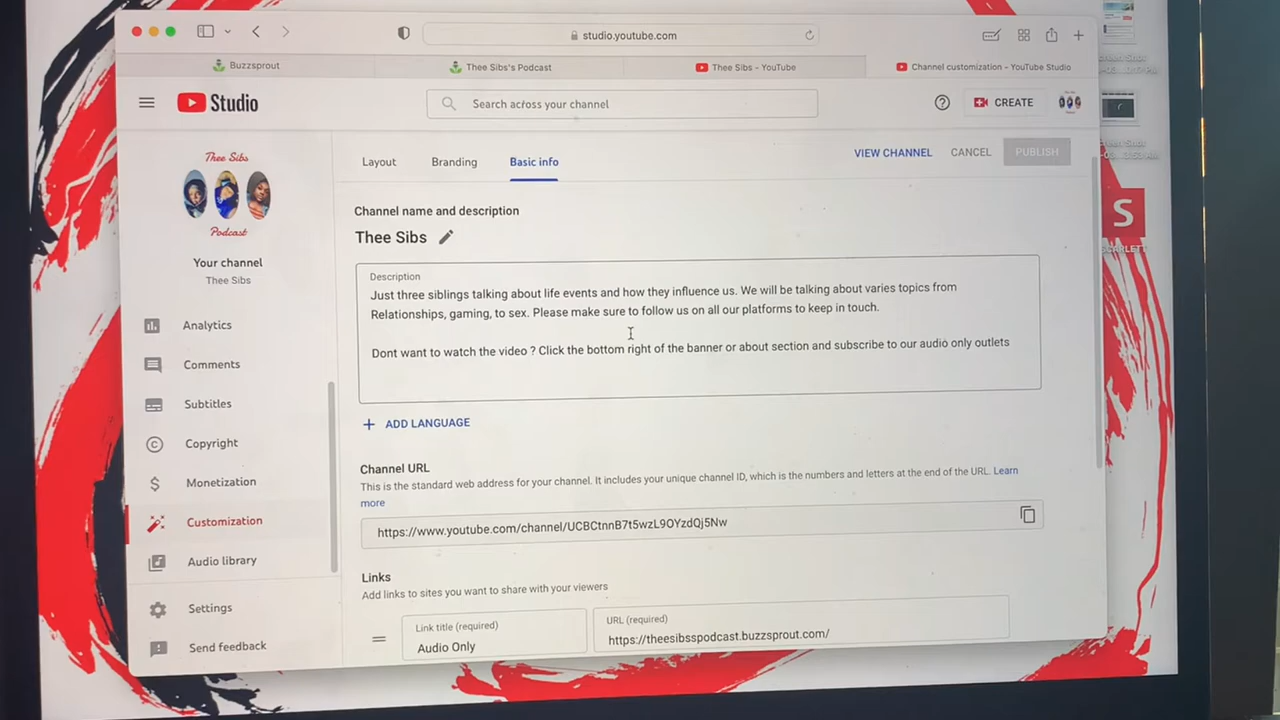 studio.youtube.com
Buzzsprout
Thee Sibs's Podcast
Thee Sibs - YouTube
Channel customization - YouTube Studio
Studio
Search across your channel
CREATE
Thee Sibs
Podcast
Your channel
Thee Sibs
Analytics
Comments
Subtitles
Copyright
Monetization
Customization
Audio library
Settings
Send feedback
Layout
Branding
Basic info
VIEW CHANNEL
CANCEL
PUBLISH
Channel name and description
Thee Sibs
Description
Just three siblings talking about life events and how they influence us. We will be talking about varies topics from
Relationships, gaming, to sex. Please make sure to follow us on all our platforms to keep in touch.
Dont want to watch the video ? Click the bottom right of the banner or about section and subscribe to our audio only outlets
+ ADD LANGUAGE
Channel URL
This is the standard web address for your channel. It includes your unique channel ID, which is the numbers and letters at the end of the URL. Learn
more
https://www.youtube.com/channel/UCBCtnnB7t5wzL9OYzdQj5Nw
Links
Add links to sites you want to share with your viewers
Link title (required)
Audio Only
URL (required)
https://theesibsspodcast.buzzsprout.com/
S
SCARLETT